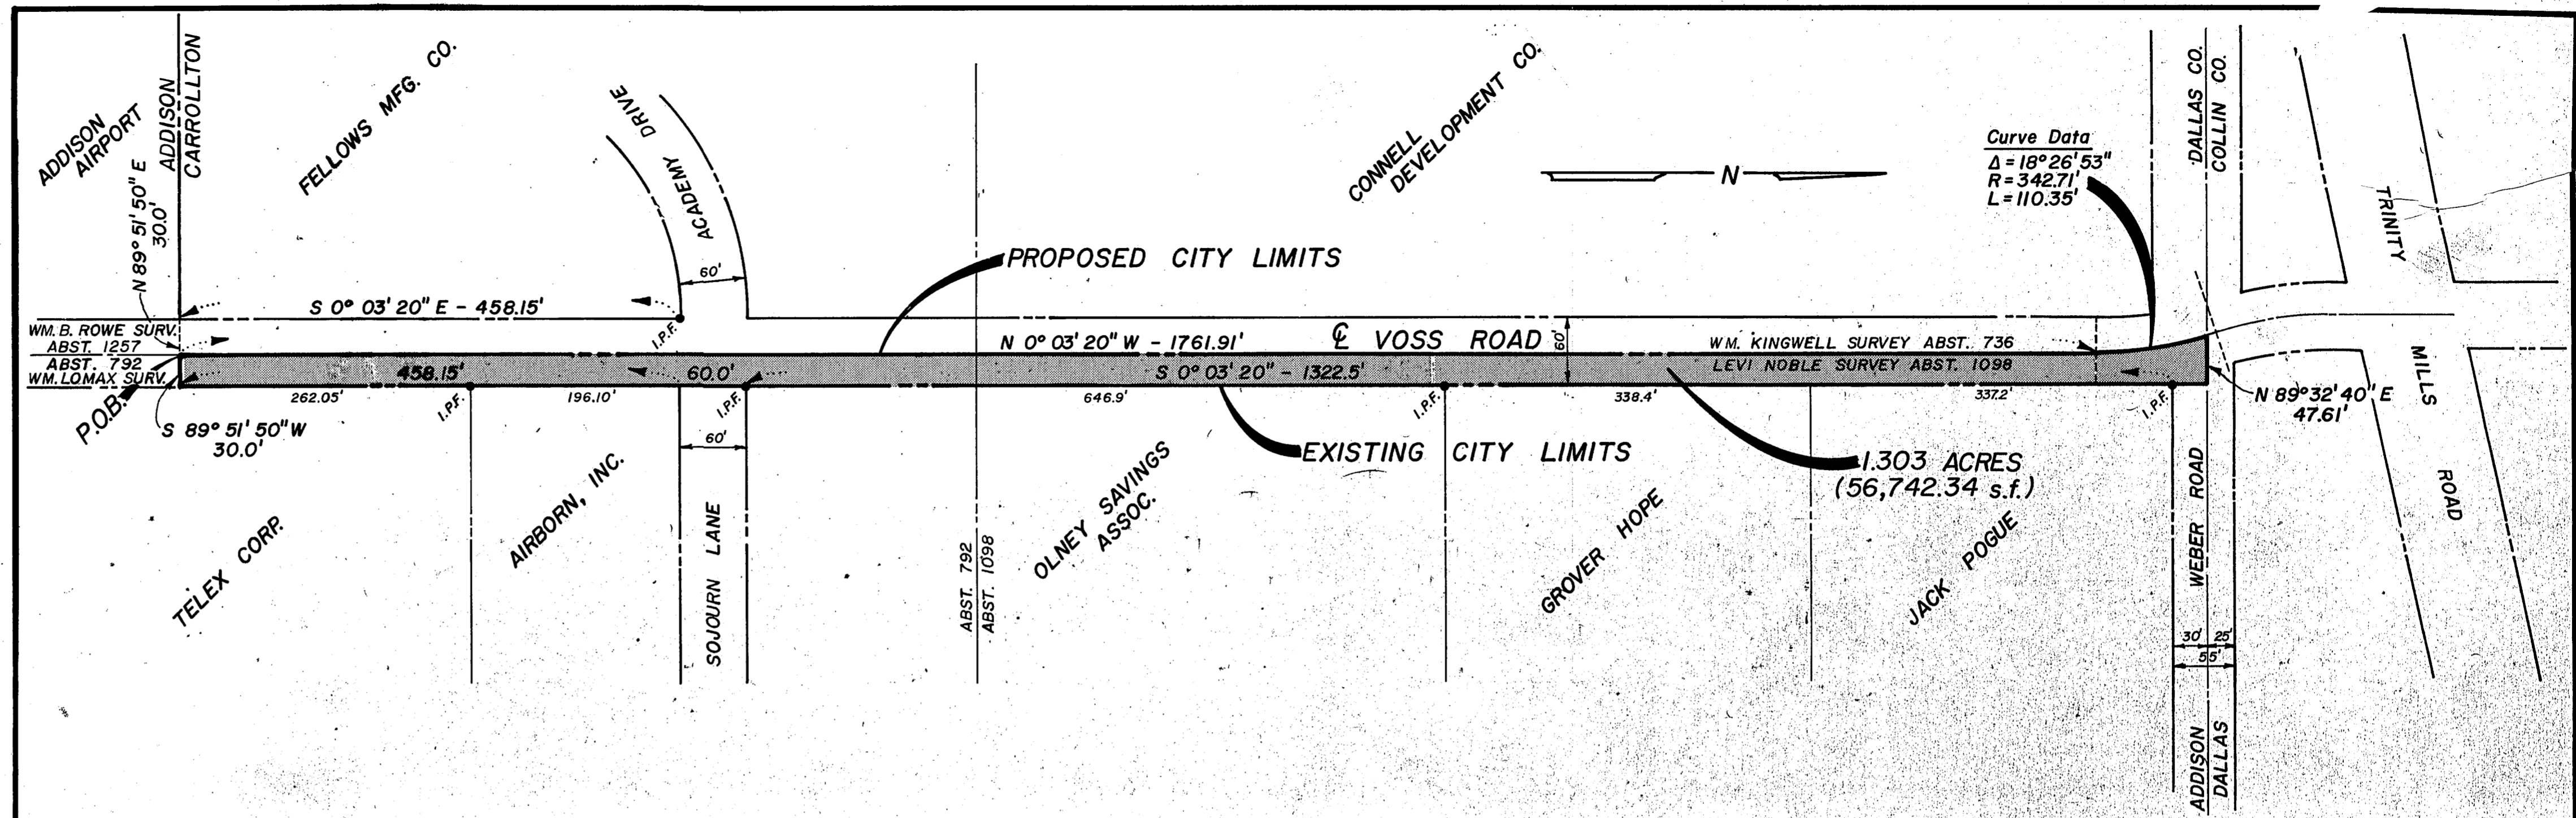 ADDISON
AIRPORT
ADDISON
CARROLLTON
N 89° 51' 50" E
30.0'
FELLOWS MFG. CO.
ACADEMY DRIVE
60'
CONNELL
DEVELOPMENT CO.
N
Curve Data
Δ = 18° 26' 53"
R = 342.71'
L = 110.35'
DALLAS CO.
COLLIN CO.
TRINITY
MILLS
ROAD
PROPOSED CITY LIMITS
S 0° 03' 20" E - 458.15'
I.P.F.
WM. B. ROWE SURV.
ABST. 1257
ABST. 792
WM. LOMAX SURV.
P.O.B.
N 0° 03' 20" W - 1761.91'
℄ VOSS ROAD
60'
WM. KINGWELL SURVEY ABST. 736
LEVI NOBLE SURVEY ABST. 1098
458.15'
60.0'
S 0° 03' 20" - 1322.5'
262.05'
I.P.F.
196.10'
I.P.F.
646.9'
I.P.F.
338.4'
337.2'
I.P.F.
N 89° 32' 40" E
47.61'
S 89° 51' 50" W
30.0'
60'
EXISTING CITY LIMITS
1.303 ACRES
(56,742.34 s.f.)
TELEX CORP.
AIRBORN, INC.
SOJOURN LANE
ABST. 792
ABST. 1098
OLNEY SAVINGS
ASSOC.
GROVER HOPE
JACK POGUE
WEBER ROAD
30'
25'
55'
ADDISON
DALLAS